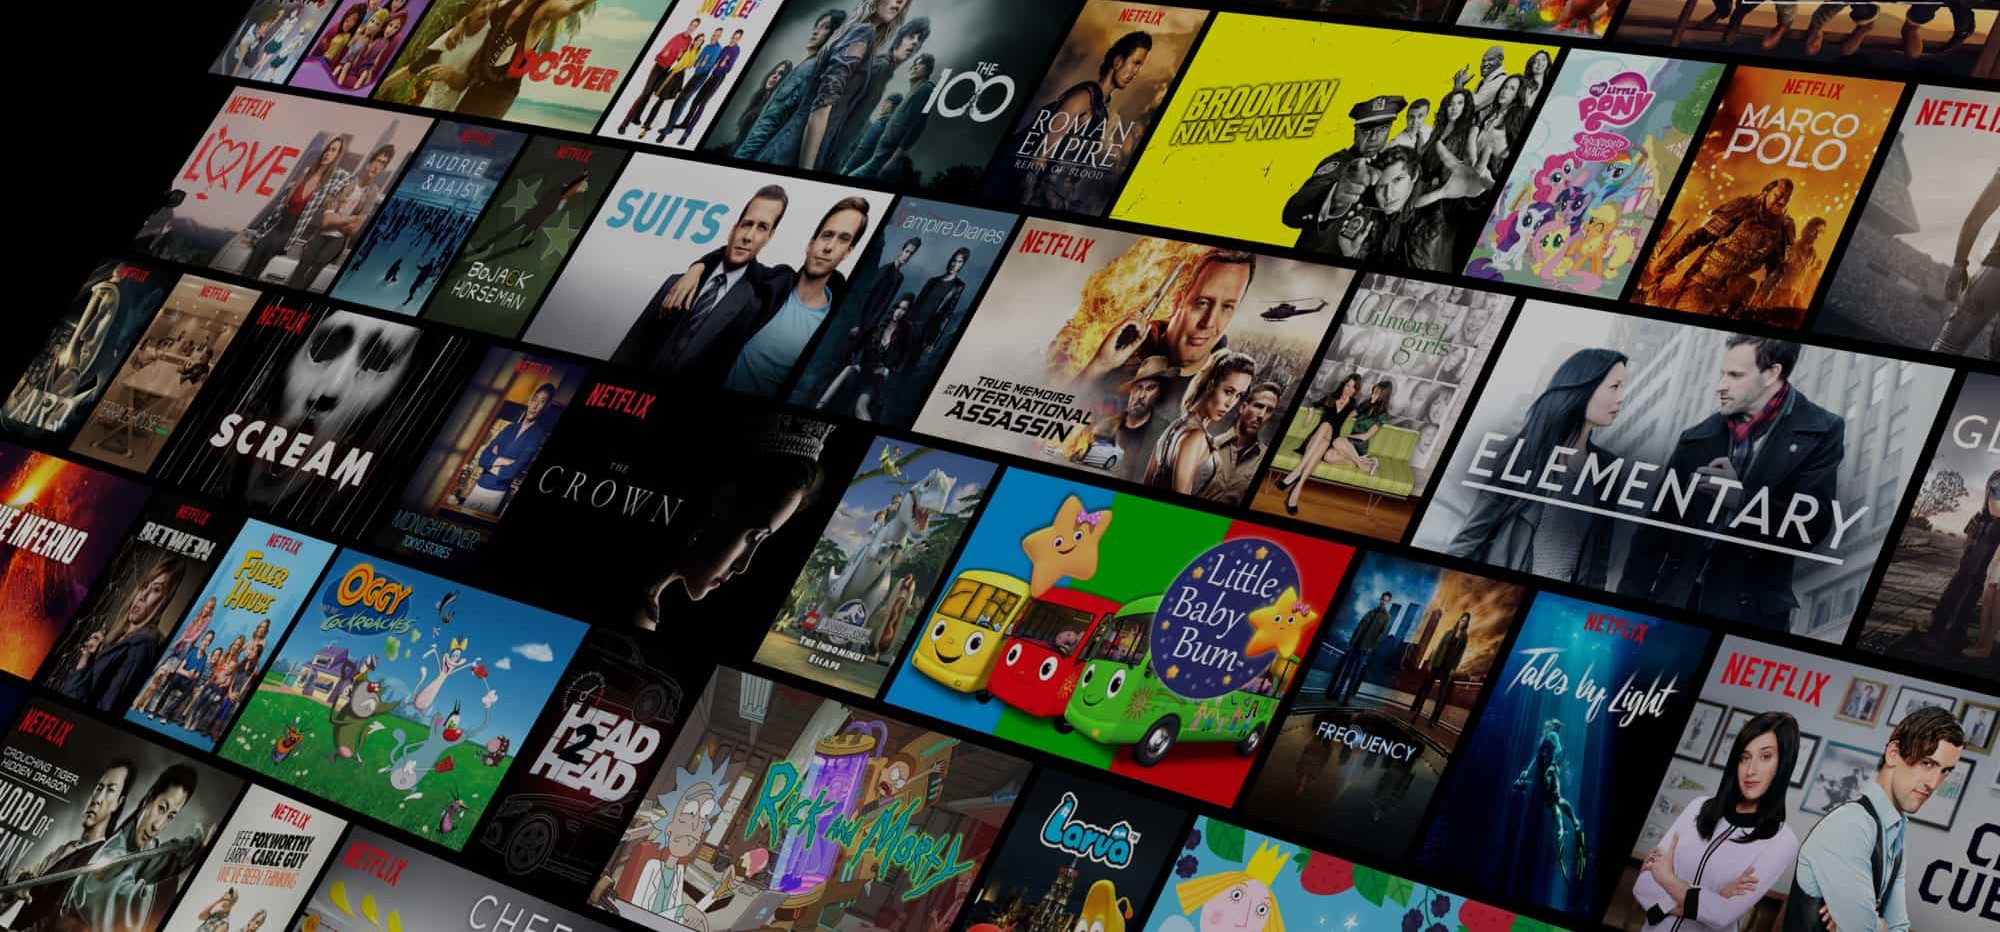 WIGGLE!
THE
DO-OVER
THE
100
NETFLIX
ROMAN
EMPIRE
REIGN OF BLOOD
BROOKLYN
NINE-NINE
MY LITTLE
PONY
FRIENDSHIP
MAGIC
NETFLIX
MARCO
POLO
NETFLIX
LOVE
NETFLIX
AUDRIE
& DAISY
NETFLIX
BOJACK
HORSEMAN
SUITS
Vampire Diaries
NETFLIX
TRUE MEMOIRS
OF AN INTERNATIONAL
ASSASSIN
Gilmore
girls
ELEMENTARY
NETFLIX
ARQ
NETFLIX
NETFLIX
SCREAM
NETFLIX
MIDNIGHT DINER:
TOKYO STORIES
NETFLIX
THE
CROWN
LEGO
THE INDOMINUS
ESCAPE
Little
Baby
Bum
FREQUENCY
NETFLIX
Tales by Light
NETFLIX
INFERNO
NETFLIX
BETWEEN
NETFLIX
FULLER
HOUSE
OGGY
AND THE
COCKROACHES
HEAD
2
HEAD
RICK and MORTY
Larva
NETFLIX
CROUCHING TIGER
HIDDEN DRAGON
SWORD OF
NETFLIX
JEFF FOXWORTHY
LARRY THE CABLE GUY
WE'VE BEEN THINKING
NETFLIX